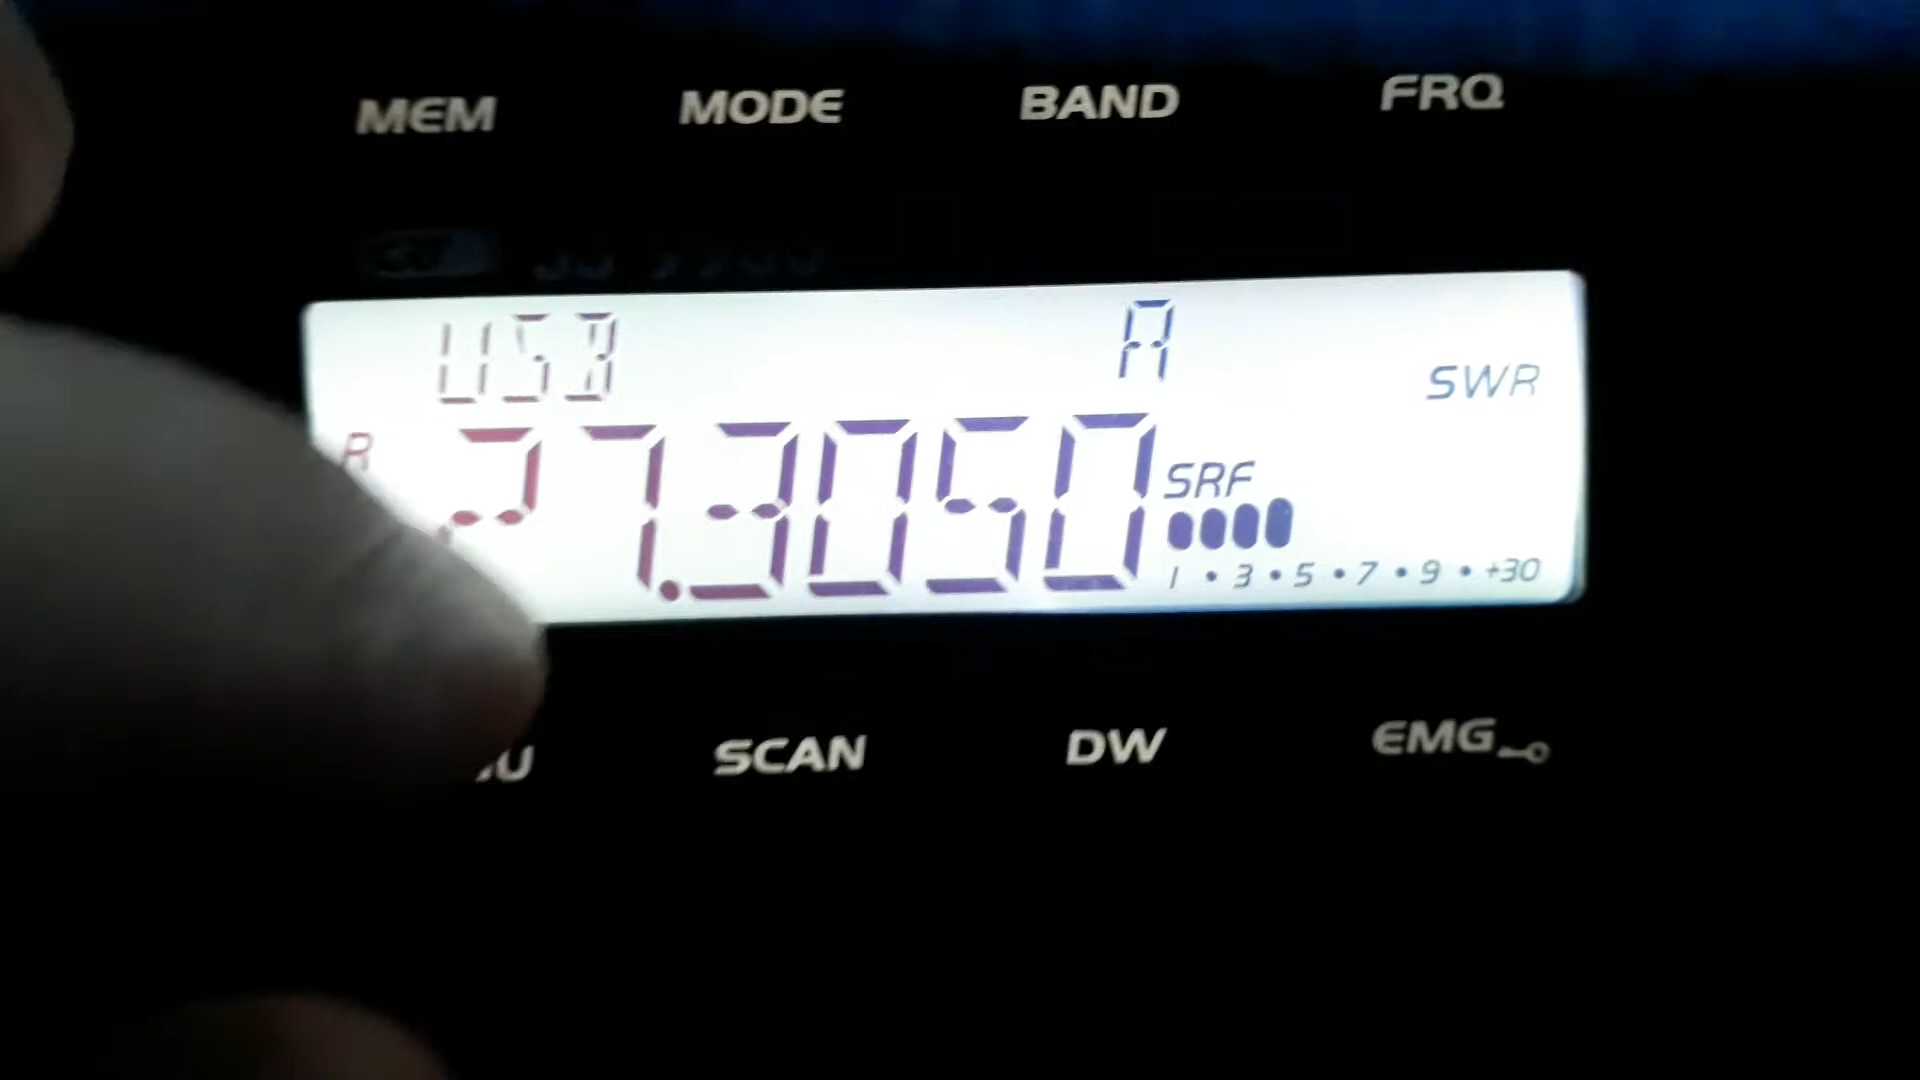 MEM MODE BAND FRQ
USB A
SWR
R 27.3050
SRF
1 • 3 • 5 • 7 • 9 • +30
SCAN DW EMG